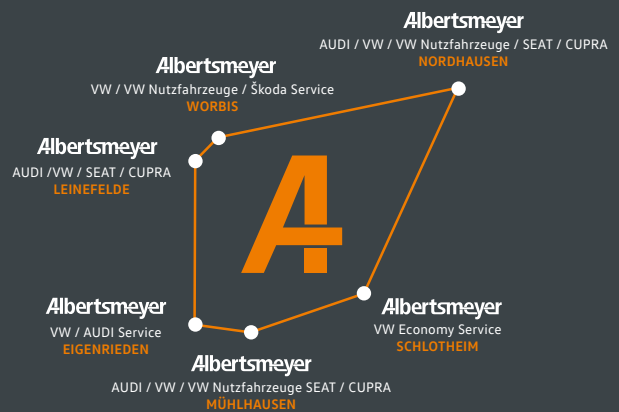 Albertsmeyer
AUDI / VW / VW Nutzfahrzeuge / SEAT / CUPRA
NORDHAUSEN
Albertsmeyer
VW / VW Nutzfahrzeuge / Škoda Service
WORBIS
Albertsmeyer
AUDI /VW / SEAT / CUPRA
LEINEFELDE
A
Albertsmeyer
VW / AUDI Service
EIGENRIEDEN
Albertsmeyer
VW Economy Service
SCHLOTHEIM
Albertsmeyer
AUDI / VW / VW Nutzfahrzeuge SEAT / CUPRA
MÜHLHAUSEN